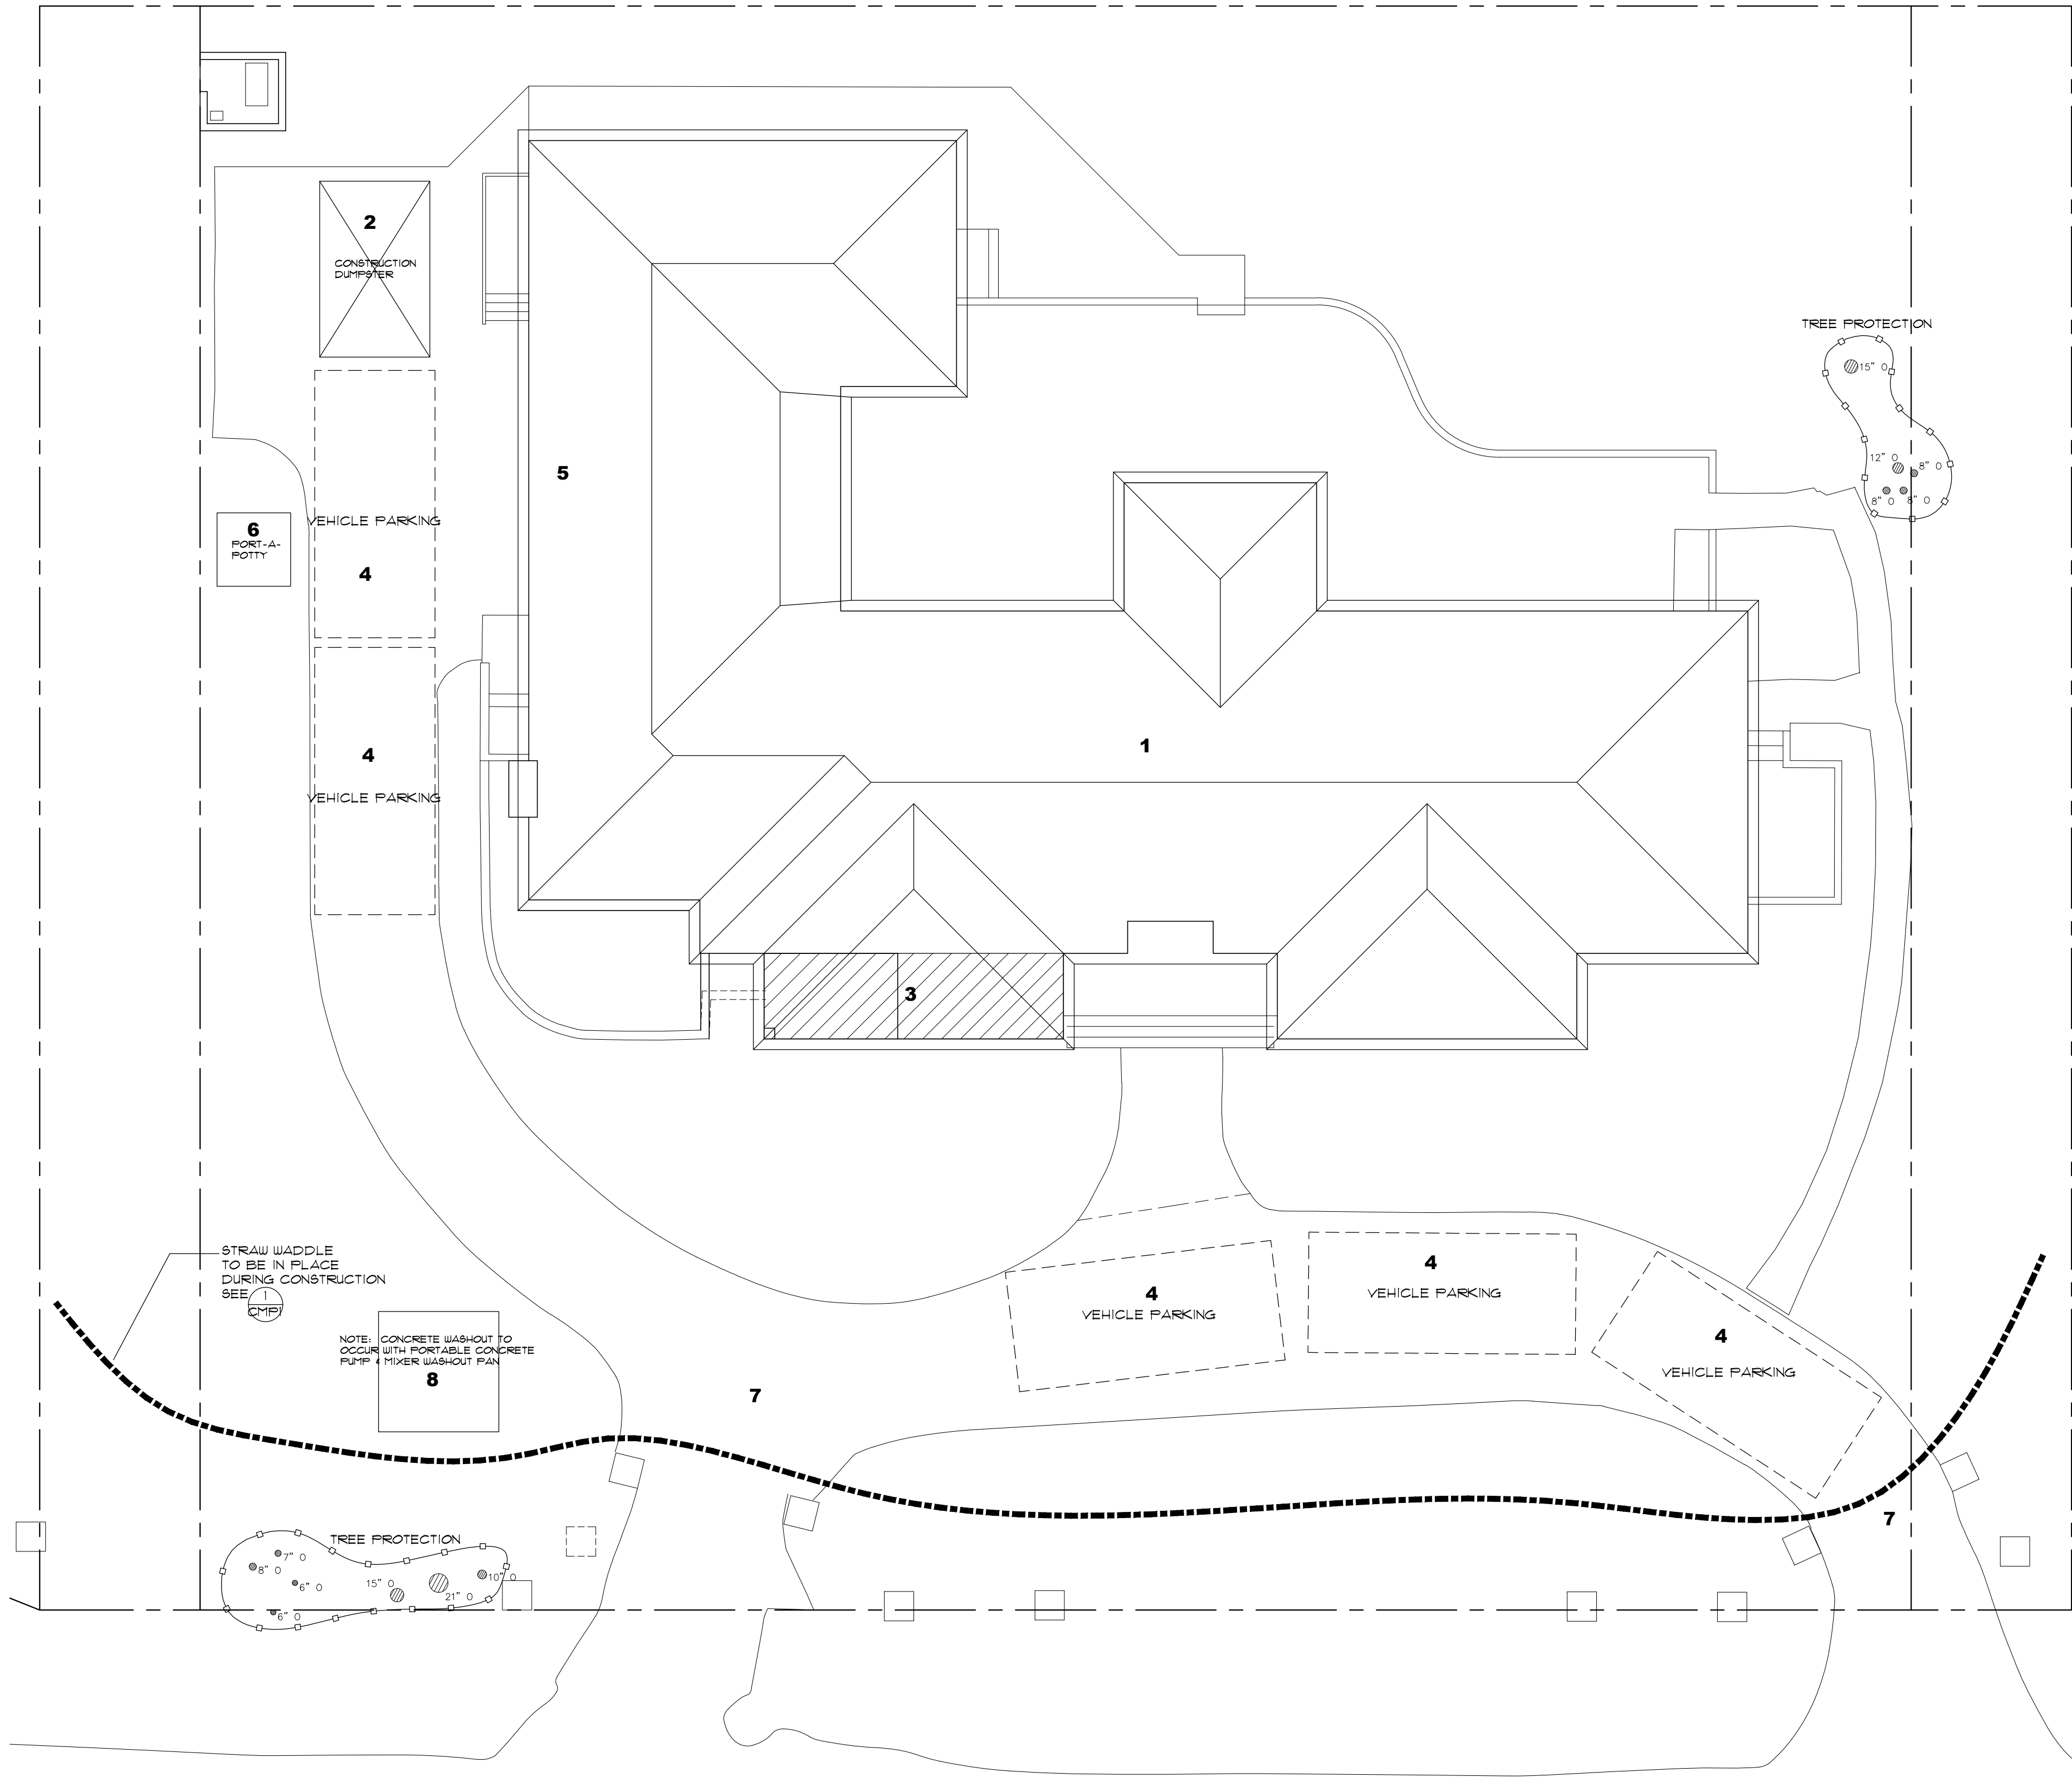 2
CONSTRUCTION
DUMPSTER
TREE PROTECTION
15" O
12" O
8" O
8" O
8" O
5
VEHICLE PARKING
4
6
PORT-A-
POTTY
4
VEHICLE PARKING
1
3
STRAW WADDLE
TO BE IN PLACE
DURING CONSTRUCTION
SEE
1
CMP1
NOTE: CONCRETE WASHOUT TO
OCCUR WITH PORTABLE CONCRETE
PUMP & MIXER WASHOUT PAN
8
7
4
VEHICLE PARKING
4
VEHICLE PARKING
4
VEHICLE PARKING
7
TREE PROTECTION
7" O
8" O
6" O
6" O
15" O
21" O
10" O